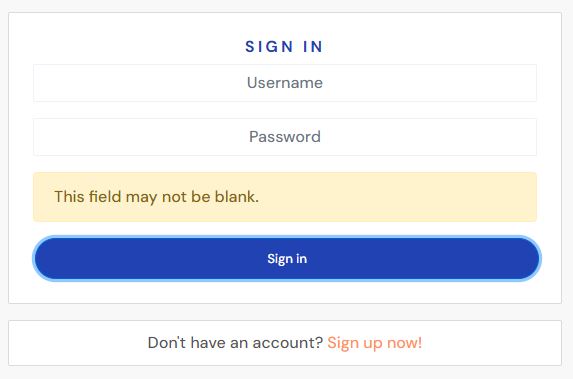 SIGN IN
Username
Password
This field may not be blank.
Sign in
Don't have an account? Sign up now!